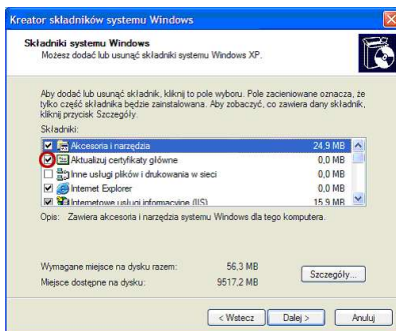 Kreator składników systemu Windows
Składniki systemu Windows
Możesz dodać lub usunąć składniki systemu Windows XP.
Aby dodać lub usunąć składnik, kliknij to pole wyboru. Pole zacieniowane oznacza, że
tylko część składnika będzie zainstalowana. Aby zobaczyć, co zawiera dany składnik,
kliknij przycisk Szczegóły.
Składniki:
Akcesoria i narzędzia 24,9 MB
Aktualizuj certyfikaty główne 0,0 MB
Inne usługi plików i drukowania w sieci 0,0 MB
Internet Explorer 0,0 MB
Internetowe usługi informacyjne (IIS) 15,9 MB
Opis: Zawiera akcesoria i narzędzia systemu Windows dla tego komputera.
Wymagane miejsce na dysku razem: 56,3 MB
Miejsce dostępne na dysku: 9517,2 MB
Szczegóły...
< Wstecz Dalej > Anuluj